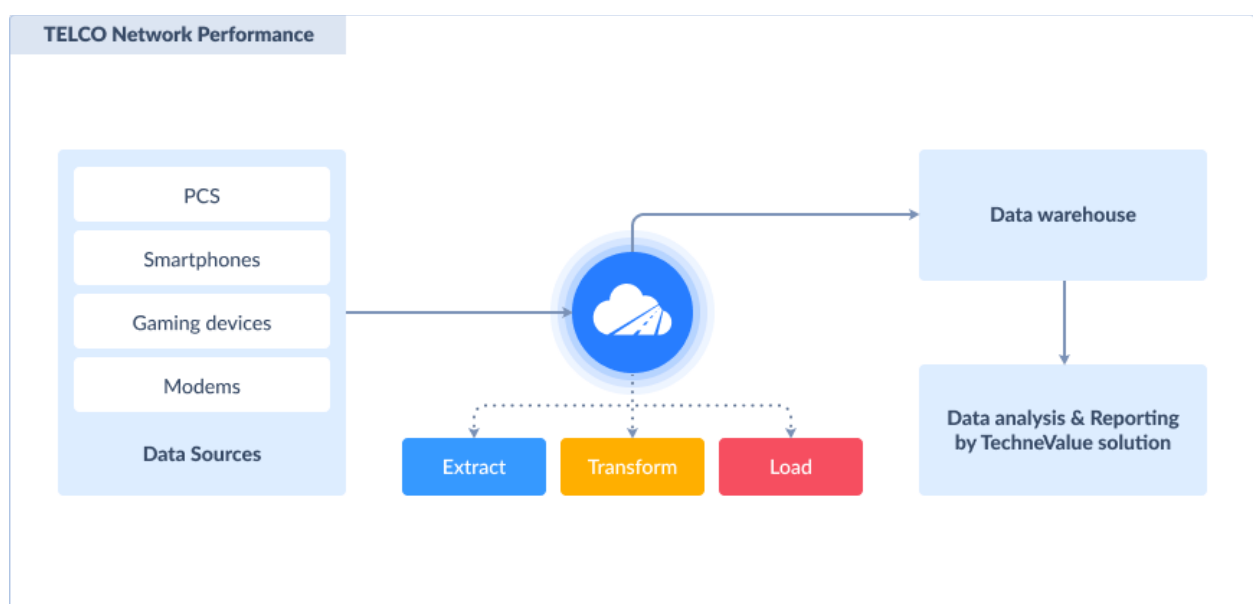 TELCO Network Performance
PCS
Smartphones
Gaming devices
Modems
Data Sources
Extract
Transform
Load
Data warehouse
Data analysis & Reporting
by TechneValue solution